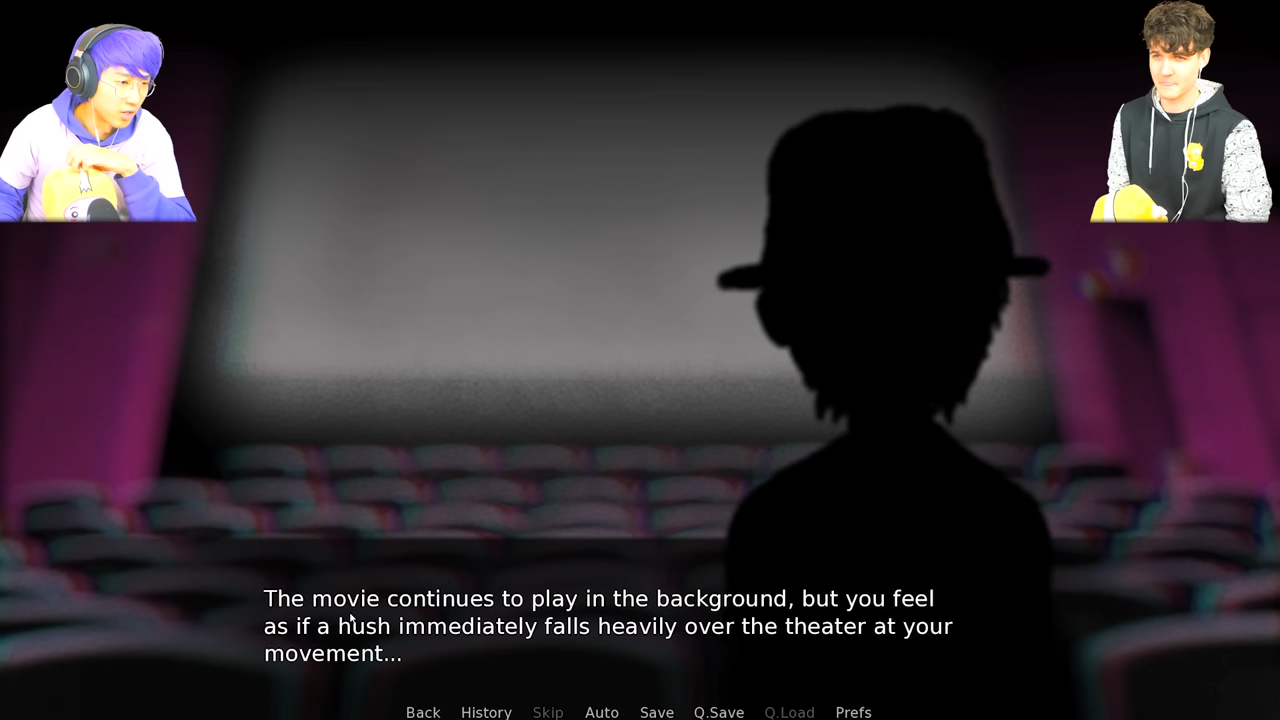 The movie continues to play in the background, but you feel
as if a hush immediately falls heavily over the theater at your
movement...
Back History Skip Auto Save Q.Save Q.Load Prefs